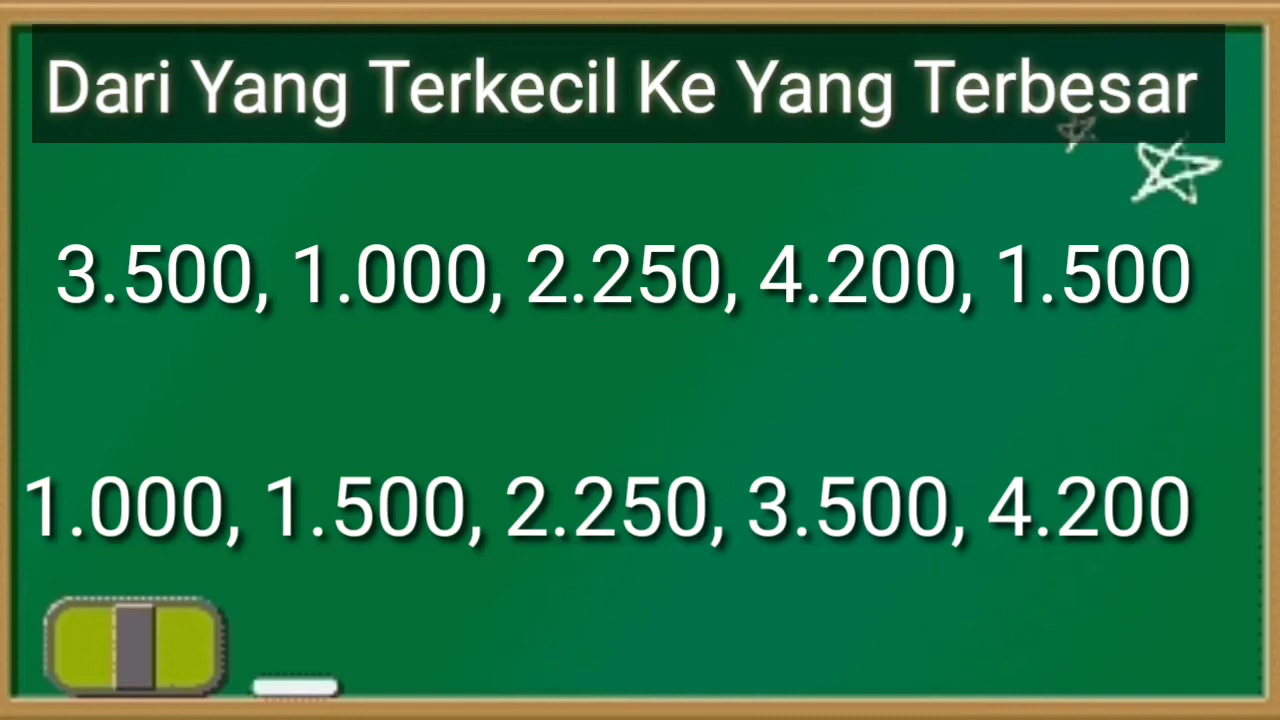 Dari Yang Terkecil Ke Yang Terbesar
3.500, 1.000, 2.250, 4.200, 1.500
1.000, 1.500, 2.250, 3.500, 4.200